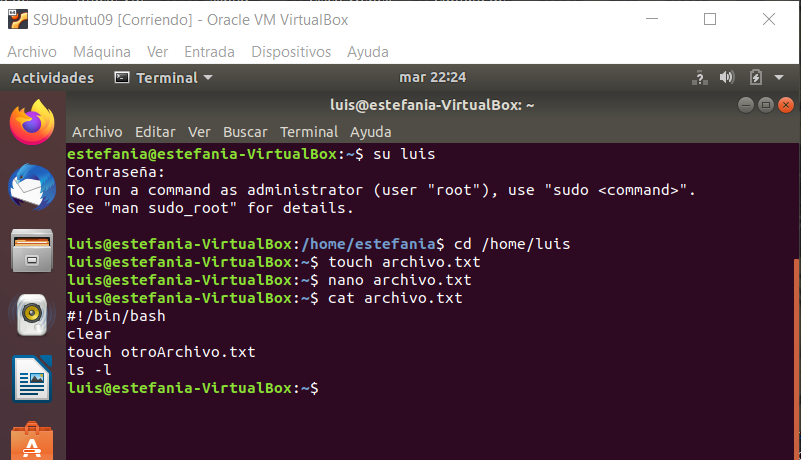 S9Ubuntu09 [Corriendo] - Oracle VM VirtualBox
Archivo Máquina Ver Entrada Dispositivos Ayuda
Actividades Terminal mar 22:24
luis@estefania-VirtualBox: ~
Archivo Editar Ver Buscar Terminal Ayuda
estefania@estefania-VirtualBox:~$ su luis
Contraseña:
To run a command as administrator (user "root"), use "sudo <command>".
See "man sudo_root" for details.
luis@estefania-VirtualBox:/home/estefania$ cd /home/luis
luis@estefania-VirtualBox:~$ touch archivo.txt
luis@estefania-VirtualBox:~$ nano archivo.txt
luis@estefania-VirtualBox:~$ cat archivo.txt
#!/bin/bash
clear
touch otroArchivo.txt
ls -l
luis@estefania-VirtualBox:~$